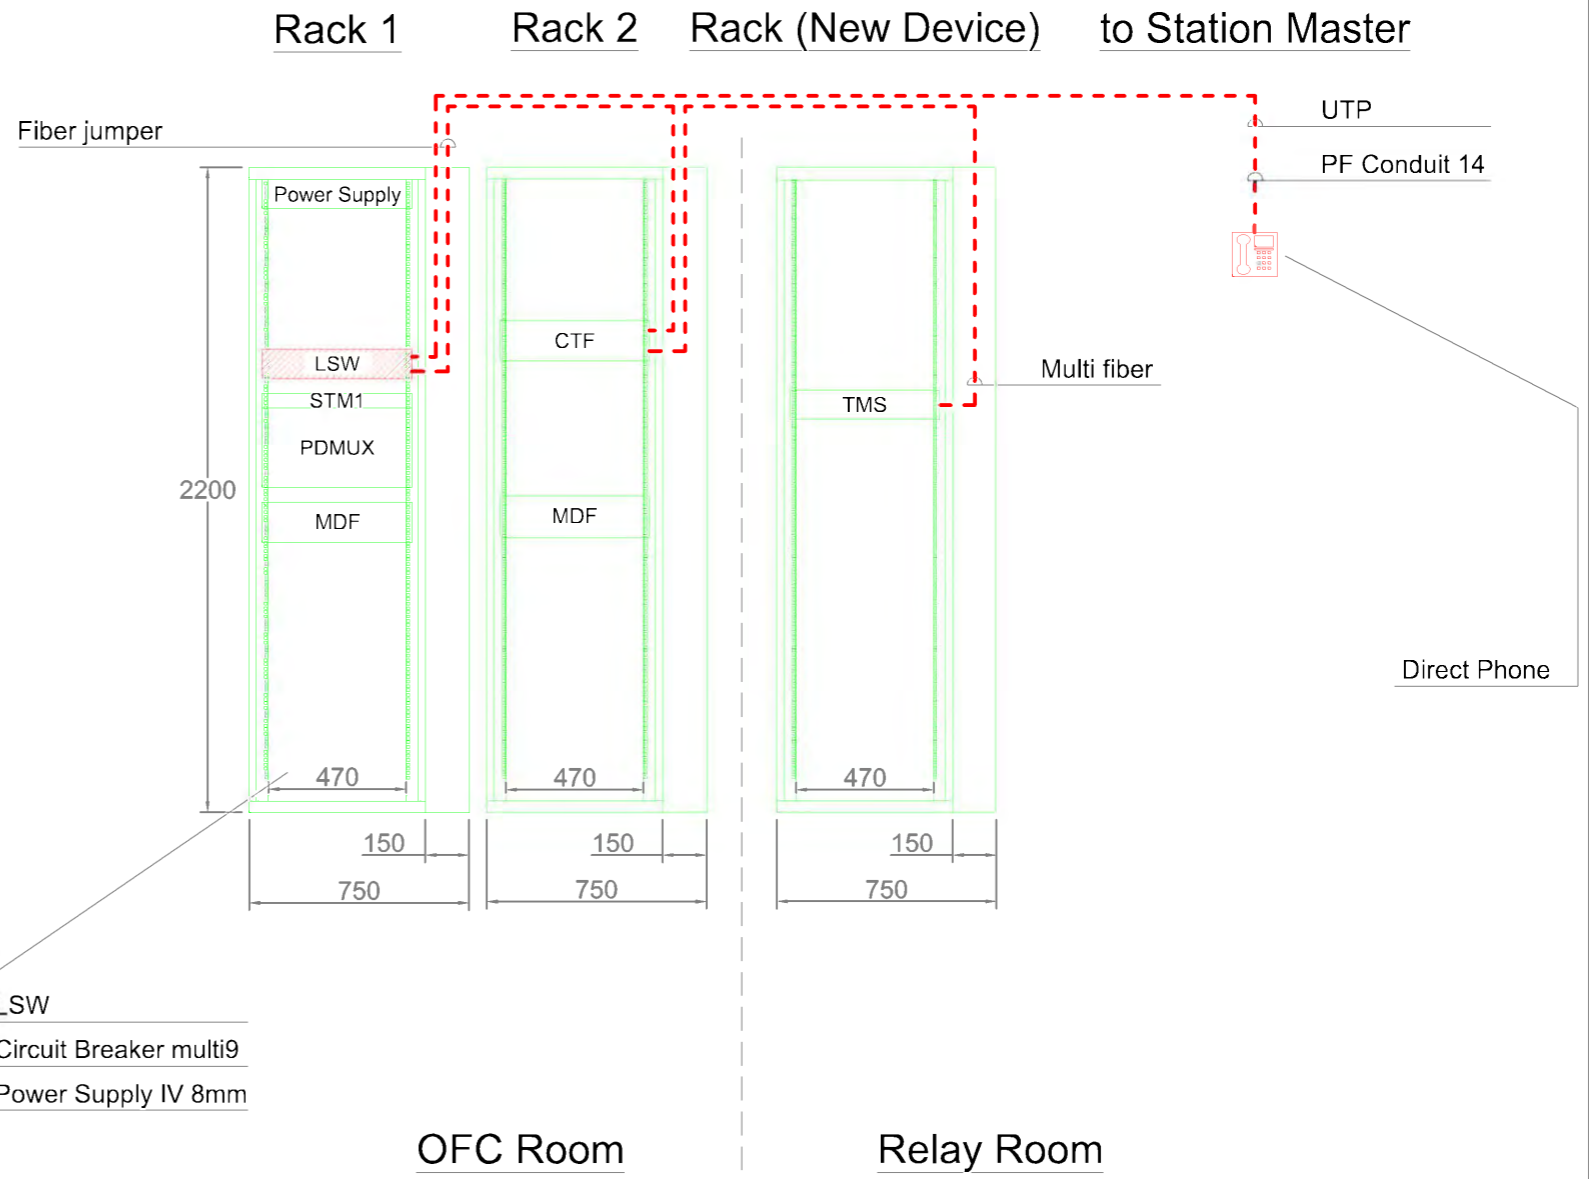 Rack 1
Rack 2
Rack (New Device)
to Station Master
UTP
Fiber jumper
PF Conduit 14
Power Supply
CTF
LSW
Multi fiber
STM1
TMS
PDMUX
2200
MDF
MDF
Direct Phone
470
470
470
150
150
150
750
750
750
LSW
Circuit Breaker multi9
Power Supply IV 8mm
OFC Room
Relay Room